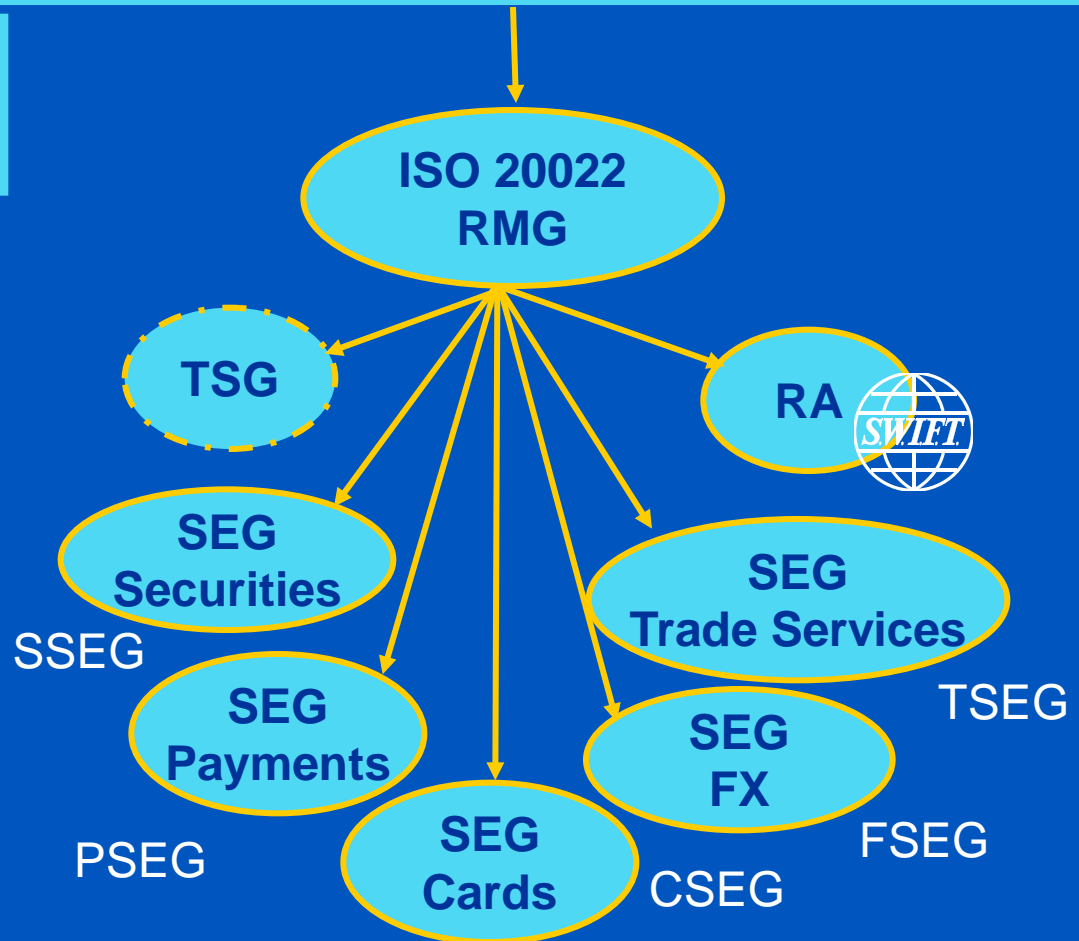 ISO 20022
RMG
TSG
RA
S.W.I.F.T.
SEG
Securities
SSEG
SEG
Trade Services
TSEG
SEG
Payments
PSEG
SEG
FX
FSEG
SEG
Cards
CSEG